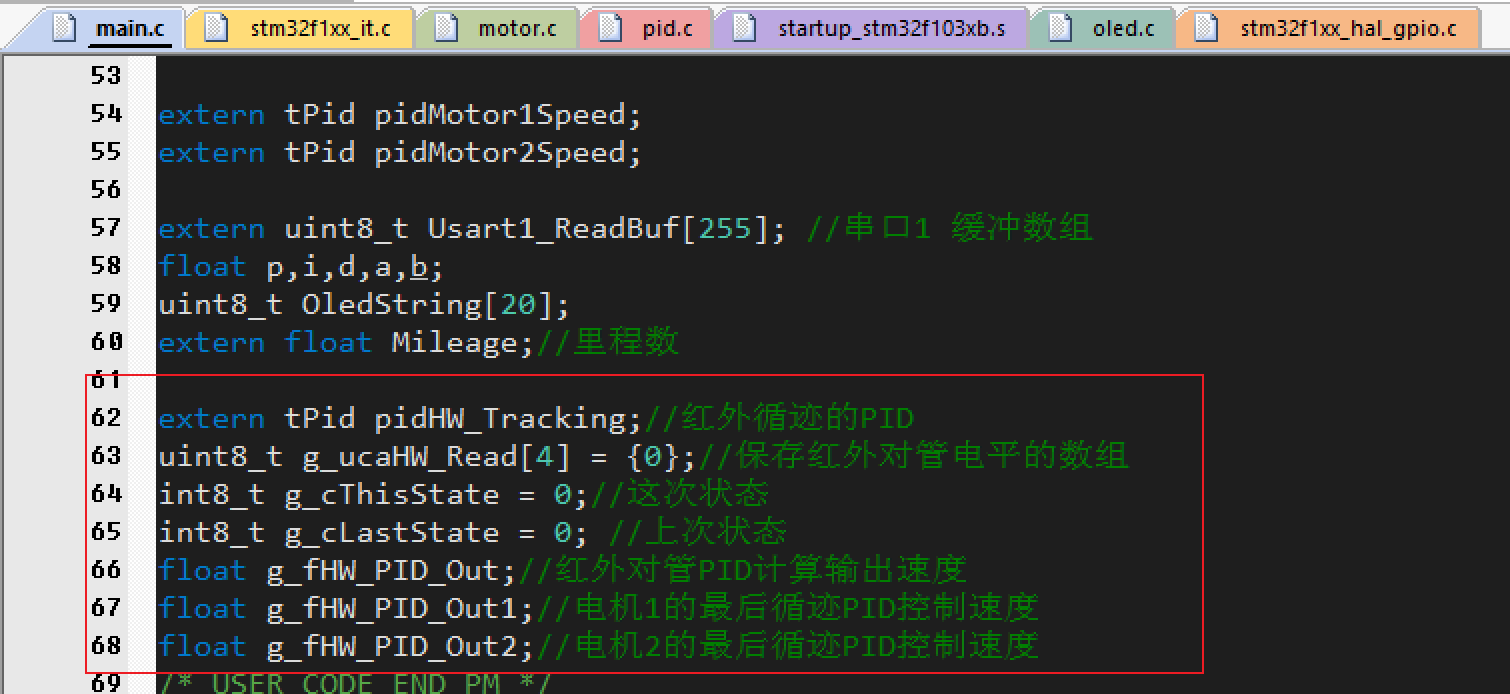 main.c stm32f1xx_it.c motor.c pid.c startup_stm32f103xb.s oled.c stm32f1xx_hal_gpio.c
53
54 extern tPid pidMotor1Speed;
55 extern tPid pidMotor2Speed;
56
57 extern uint8_t Usart1_ReadBuf[255]; //串口1 缓冲数组
58 float p,i,d,a,b;
59 uint8_t OledString[20];
60 extern float Mileage;//里程数
61
62 extern tPid pidHW_Tracking;//红外循迹的PID
63 uint8_t g_ucaHW_Read[4] = {0};//保存红外对管电平的数组
64 int8_t g_cThisState = 0;//这次状态
65 int8_t g_cLastState = 0; //上次状态
66 float g_fHW_PID_Out;//红外对管PID计算输出速度
67 float g_fHW_PID_Out1;//电机1的最后循迹PID控制速度
68 float g_fHW_PID_Out2;//电机2的最后循迹PID控制速度
69 /* USER CODE END PM */